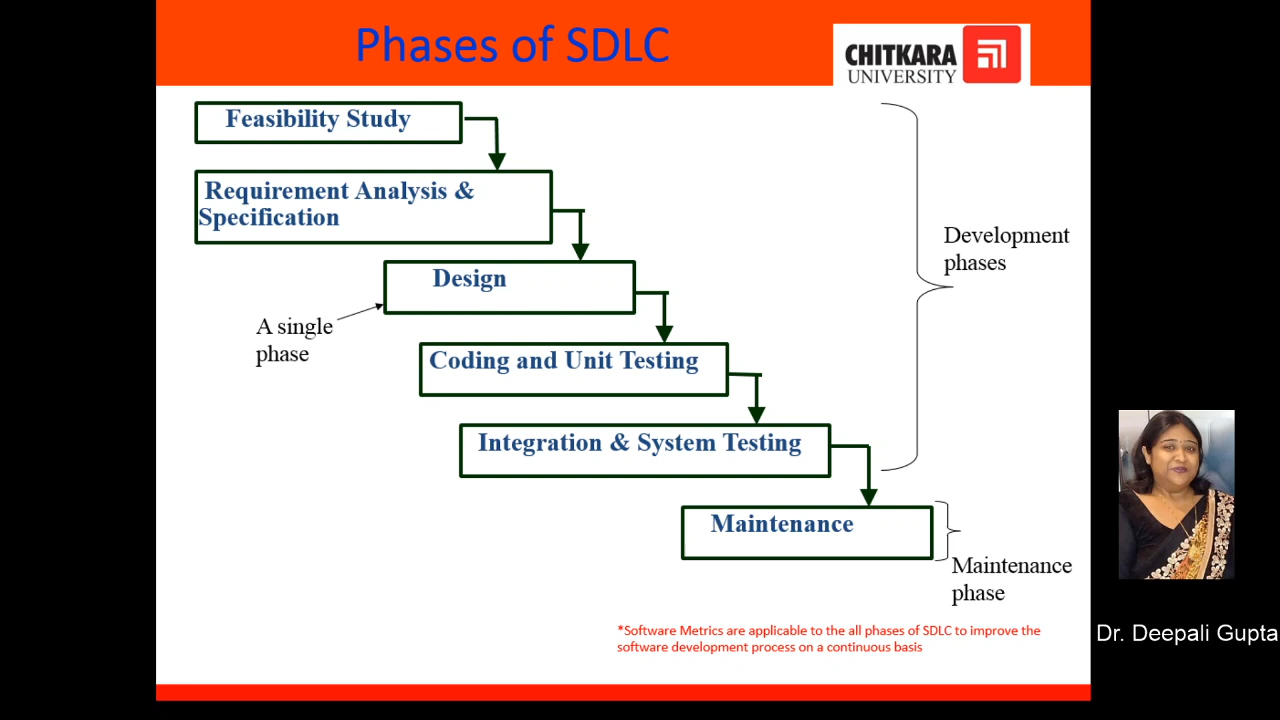 Phases of SDLC
CHITKARA
UNIVERSITY
Feasibility Study
Requirement Analysis &
Specification
Design
A single
phase
Coding and Unit Testing
Integration & System Testing
Maintenance
Development
phases
Maintenance
phase
*Software Metrics are applicable to the all phases of SDLC to improve the
software development process on a continuous basis
Dr. Deepali Gupta